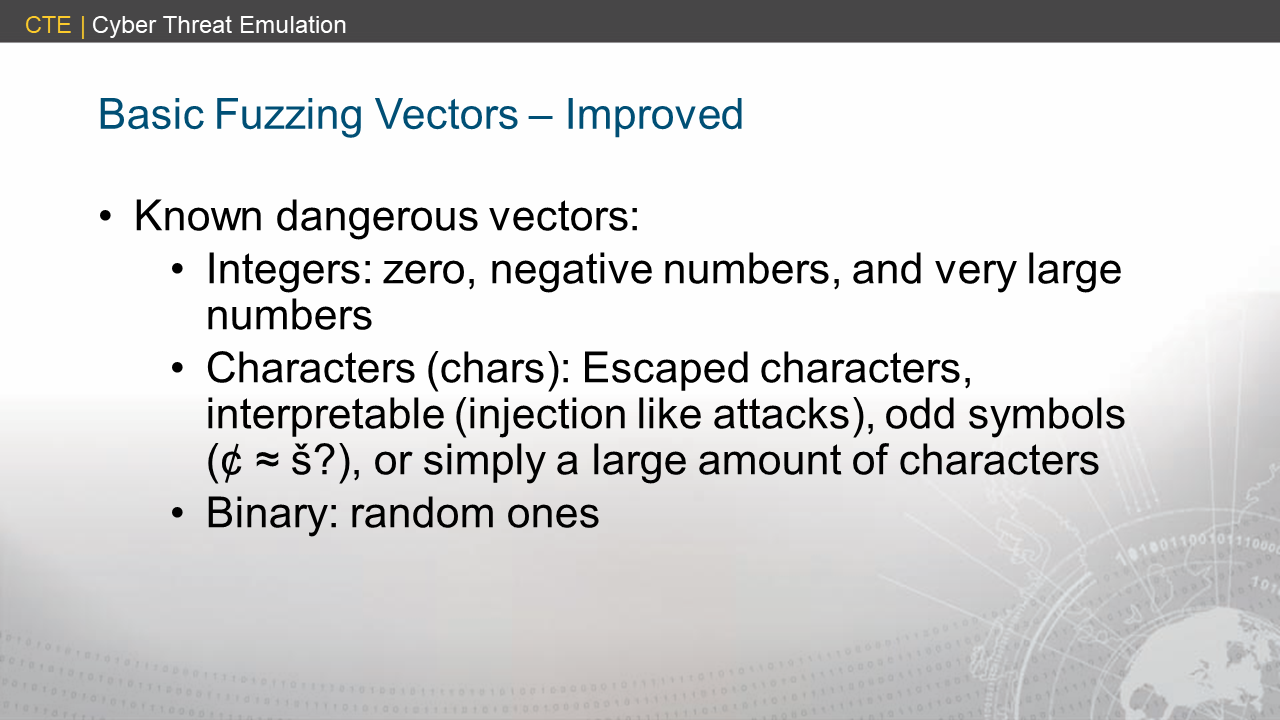 CTE | Cyber Threat Emulation
Basic Fuzzing Vectors – Improved
• Known dangerous vectors:
• Integers: zero, negative numbers, and very large
numbers
• Characters (chars): Escaped characters,
interpretable (injection like attacks), odd symbols
(¢ ≈ š?), or simply a large amount of characters
• Binary: random ones